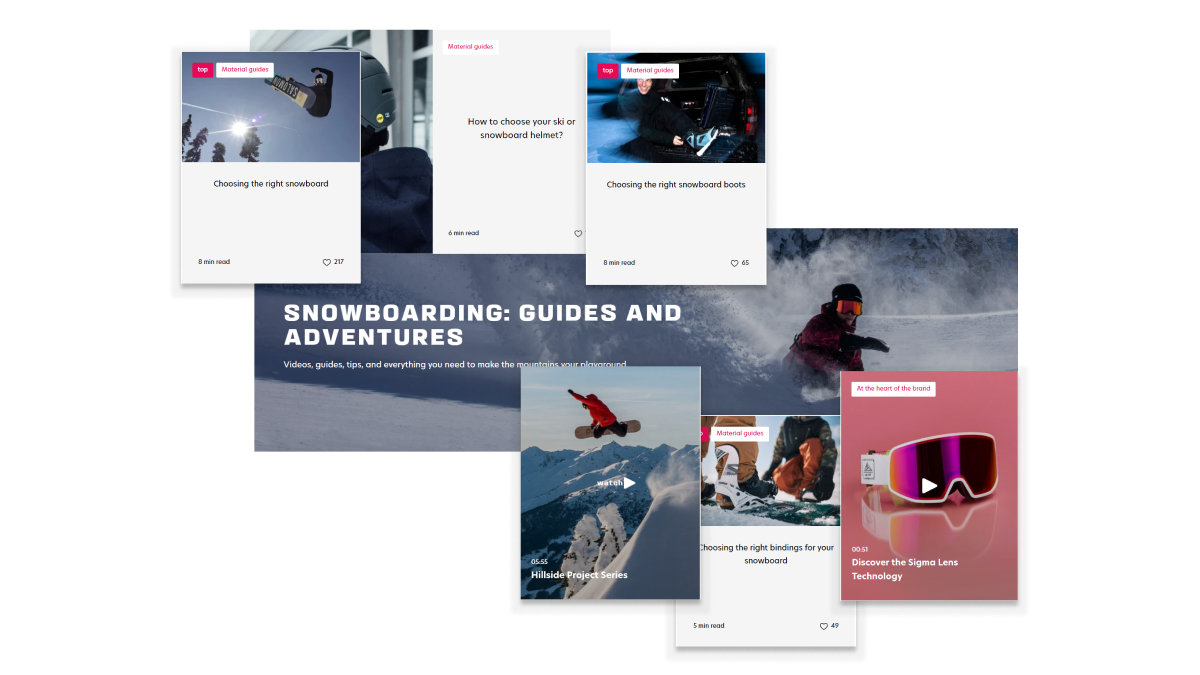 top
Material guides
Choosing the right snowboard
8 min read
217
Material guides
How to choose your ski or
snowboard helmet?
6 min read
top
Material guides
Choosing the right snowboard boots
8 min read
65
SNOWBOARDING: GUIDES AND
ADVENTURES
Videos, guides, tips, and everything you need to make the mountains your playground
watch
05:55
Hillside Project Series
Material guides
Choosing the right bindings for your
snowboard
5 min read
49
At the heart of the brand
00:51
Discover the Sigma Lens
Technology